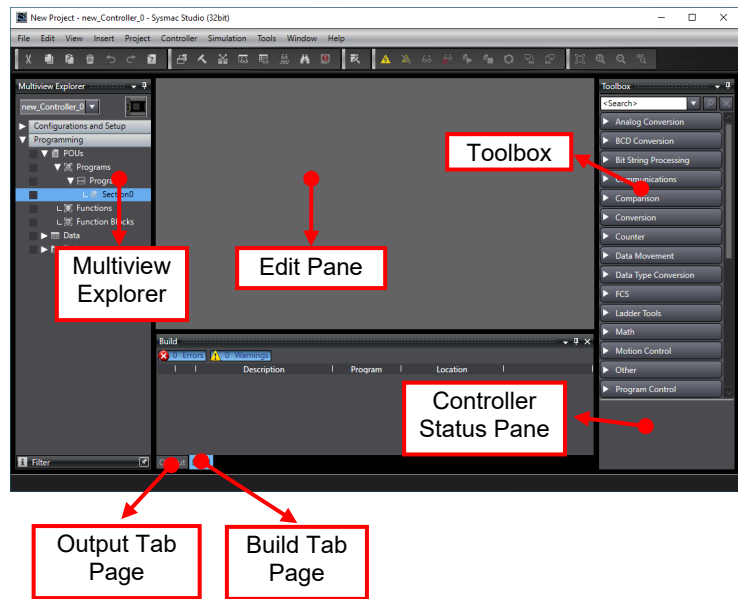 New Project - new_Controller_0 - Sysmac Studio (32bit)
File Edit View Insert Project Controller Simulation Tools Window Help
Multiview Explorer
new_Controller_0
Configurations and Setup
Programming
POUs
Programs
Section0
Functions
Function Blocks
Data
Multiview
Explorer
Edit Pane
Toolbox
Build
0 Errors 0 Warnings
Description Program Location
Controller
Status Pane
Toolbox
<Search>
Analog Conversion
BCD Conversion
Bit String Processing
Communications
Comparison
Conversion
Counter
Data Movement
Data Type Conversion
FCS
Ladder Tools
Math
Motion Control
Other
Program Control
Filter
Output Tab
Page
Build Tab
Page